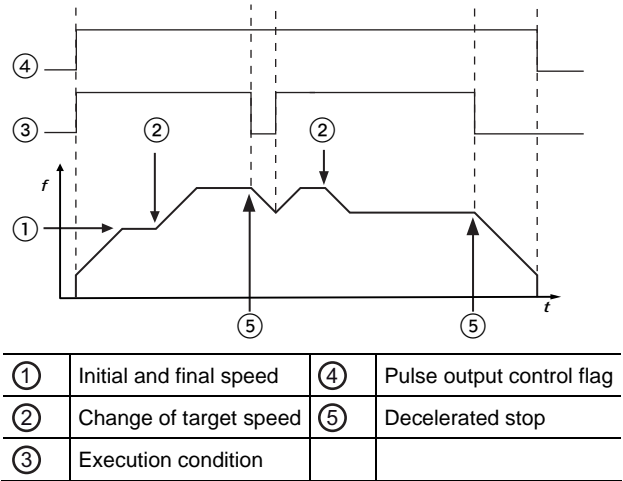 ④
③
②
②
f
①
⑤
⑤
t
① Initial and final speed ④ Pulse output control flag
② Change of target speed ⑤ Decelerated stop
③ Execution condition